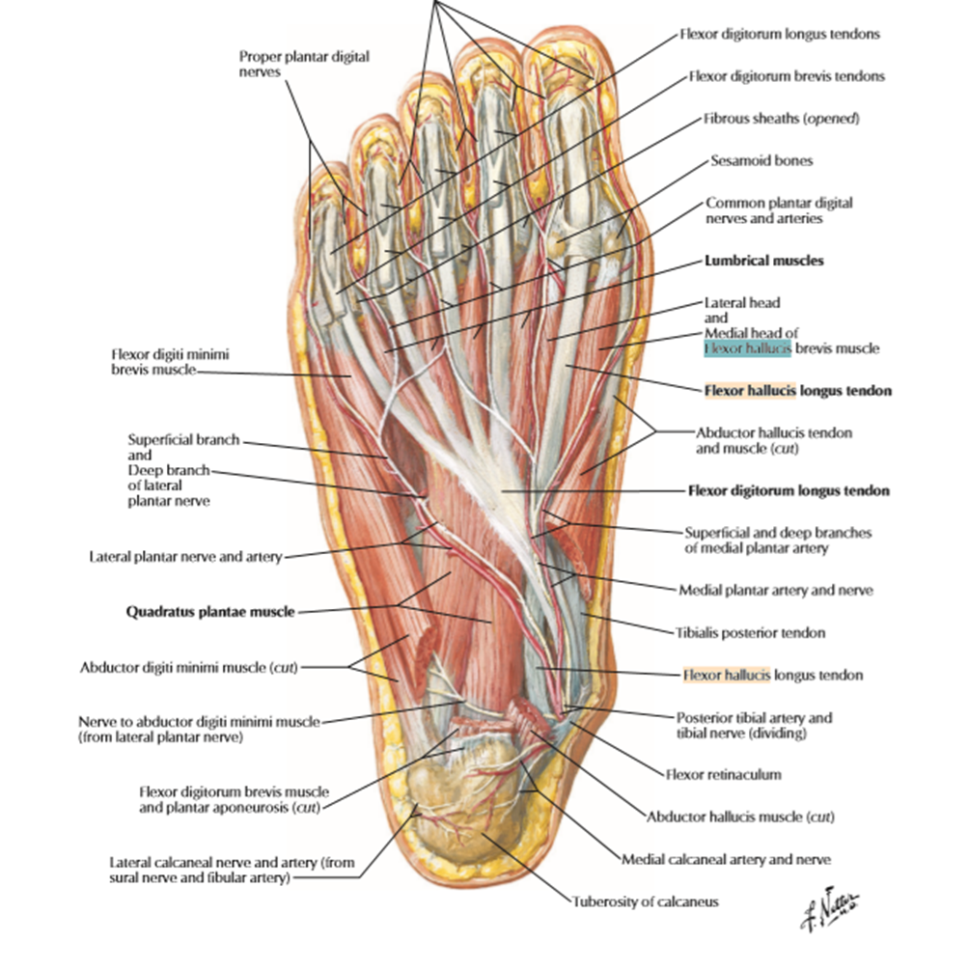 Proper plantar digital
nerves
Flexor digiti minimi
brevis muscle
Superficial branch
and
Deep branch
of lateral
plantar nerve
Lateral plantar nerve and artery
Quadratus plantae muscle
Abductor digiti minimi muscle (cut)
Nerve to abductor digiti minimi muscle
(from lateral plantar nerve)
Flexor digitorum brevis muscle
and plantar aponeurosis (cut)
Lateral calcaneal nerve and artery (from
sural nerve and fibular artery)
Flexor digitorum longus tendons
Flexor digitorum brevis tendons
Fibrous sheaths (opened)
Sesamoid bones
Common plantar digital
nerves and arteries
Lumbrical muscles
Lateral head
and
Medial head of
Flexor hallucis brevis muscle
Flexor hallucis longus tendon
Abductor hallucis tendon
and muscle (cut)
Flexor digitorum longus tendon
Superficial and deep branches
of medial plantar artery
Medial plantar artery and nerve
Tibialis posterior tendon
Flexor hallucis longus tendon
Posterior tibial artery and
tibial nerve (dividing)
Flexor retinaculum
Abductor hallucis muscle (cut)
Medial calcaneal artery and nerve
Tuberosity of calcaneus
F. Netter